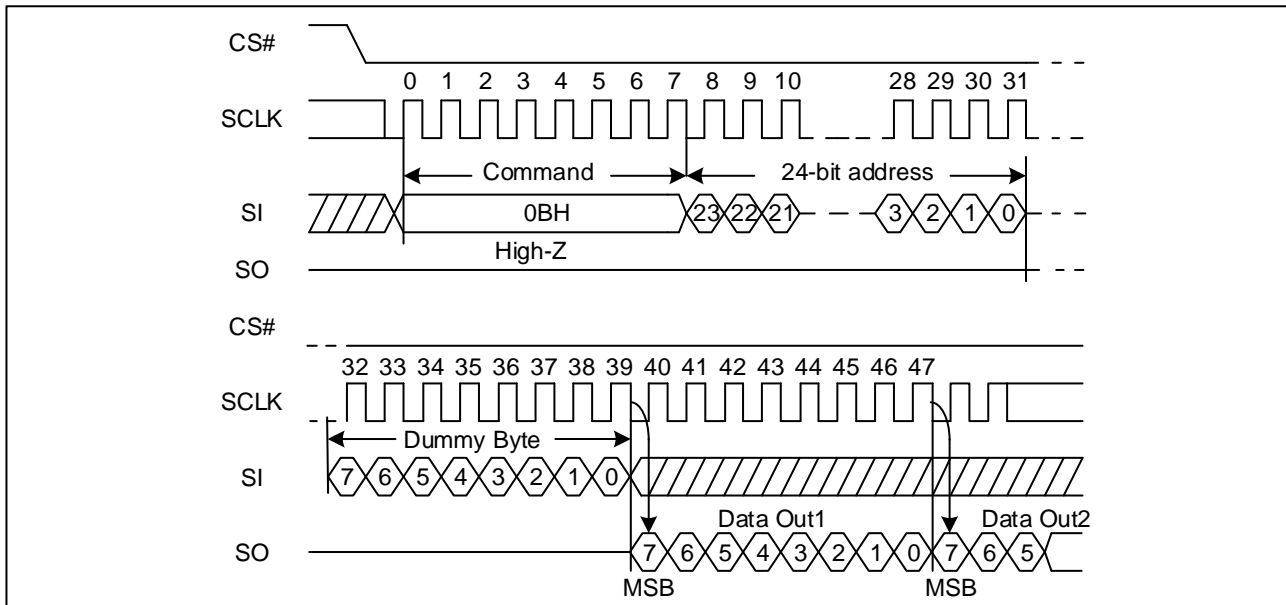 CS#
0 1 2 3 4 5 6 7 8 9 10 28 29 30 31
SCLK
Command 24-bit address
SI 0BH 23 22 21 3 2 1 0
High-Z
SO
CS#
32 33 34 35 36 37 38 39 40 41 42 43 44 45 46 47
SCLK
Dummy Byte
SI 7 6 5 4 3 2 1 0
Data Out1 Data Out2
SO 7 6 5 4 3 2 1 0 7 6 5
MSB MSB